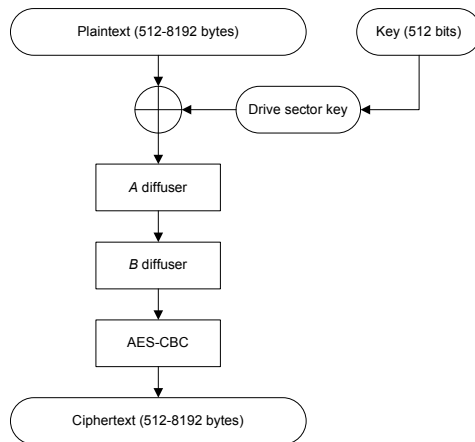 Plaintext (512-8192 bytes)
Key (512 bits)
Drive sector key
A diffuser
B diffuser
AES-CBC
Ciphertext (512-8192 bytes)